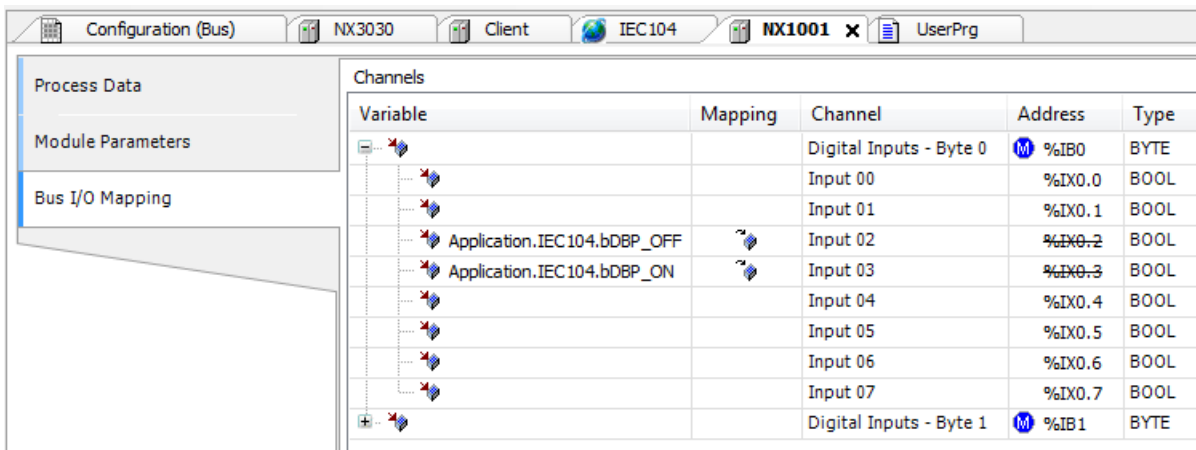 Configuration (Bus) NX3030 Client IEC104 NX1001 x UserPrg
Process Data
Module Parameters
Bus I/O Mapping
Channels
Variable Mapping Channel Address Type
Digital Inputs - Byte 0 M %IB0 BYTE
Input 00 %IX0.0 BOOL
Input 01 %IX0.1 BOOL
Application.IEC104.bDBP_OFF Input 02 %IX0.2 BOOL
Application.IEC104.bDBP_ON Input 03 %IX0.3 BOOL
Input 04 %IX0.4 BOOL
Input 05 %IX0.5 BOOL
Input 06 %IX0.6 BOOL
Input 07 %IX0.7 BOOL
Digital Inputs - Byte 1 M %IB1 BYTE